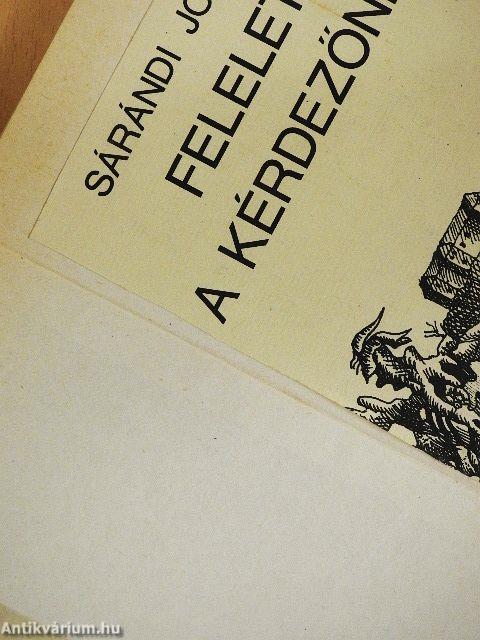 SÁRÁNDI JO
FELELET
A KÉRDEZŐN
Antikvárium.hu